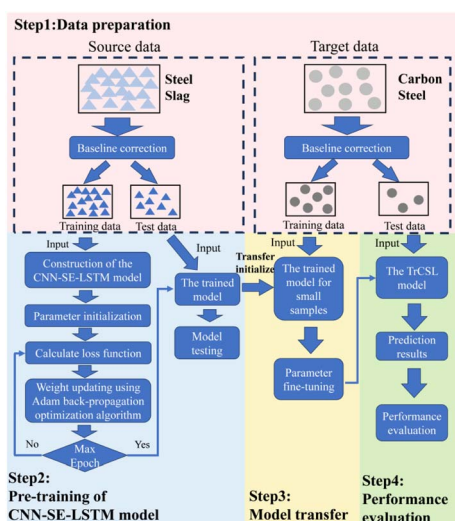 Step1:Data preparation
Source data
Target data
Steel
Slag
Carbon
Steel
Baseline correction
Baseline correction
Training data
Test data
Training data
Test data
Input
Input
Input
Input
Construction of the
CNN-SE-LSTM model
Parameter initialization
Calculate loss function
Weight updating using
Adam back-propagation
optimization algorithm
No
Max
Epoch
Yes
The trained
model
Model
testing
Transfer
initialize
The trained
model for
small
samples
Parameter
fine-tuning
The TrCSL
model
Prediction
results
Performance
evaluation
Step2:
Pre-training of
CNN-SE-LSTM model
Step3:
Model transfer
Step4:
Performance
evaluation